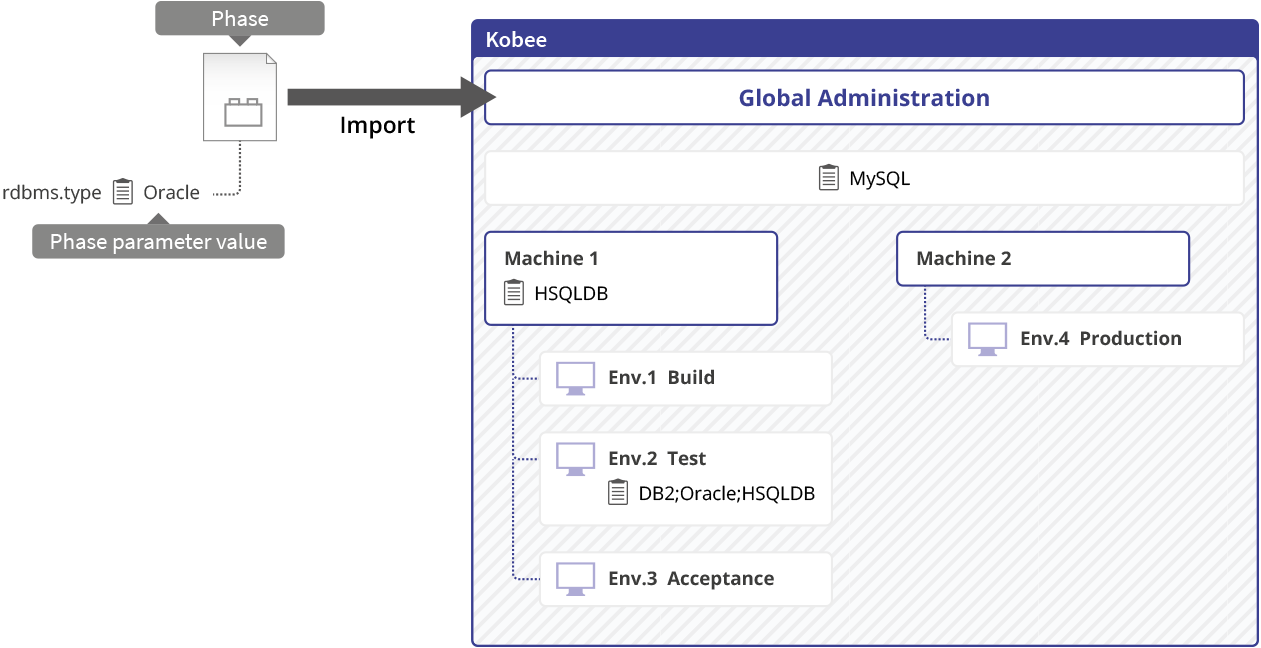 Phase
Import
rdbms.type Oracle
Phase parameter value
Kobee
Global Administration
MySQL
Machine 1
HSQLDB
Env.1 Build
Env.2 Test
DB2;Oracle;HSQLDB
Env.3 Acceptance
Machine 2
Env.4 Production